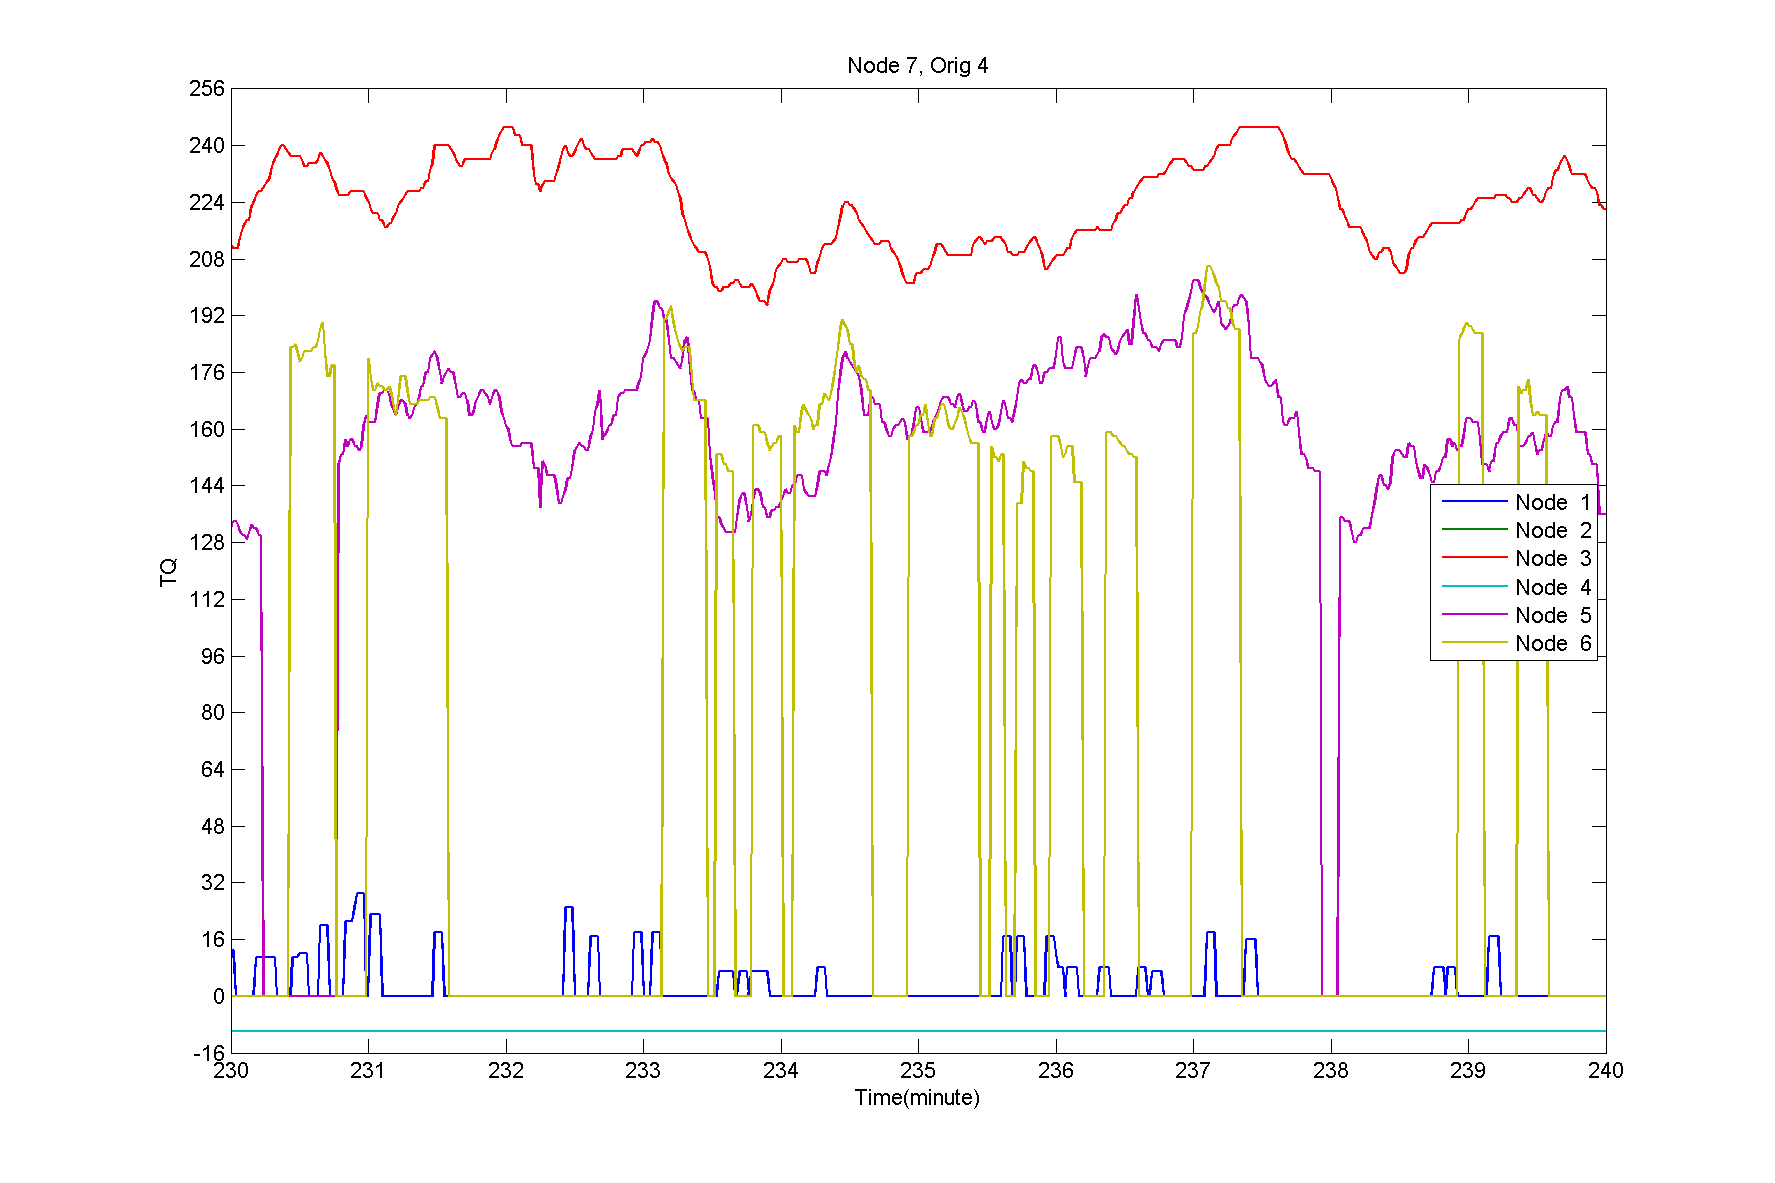 Node 7, Orig 4
256
240
224
208
192
176
160
144
128
112
96
80
64
48
32
16
0
-16
TQ
230 231 232 233 234 235 236 237 238 239 240
Time(minute)
Node 1
Node 2
Node 3
Node 4
Node 5
Node 6